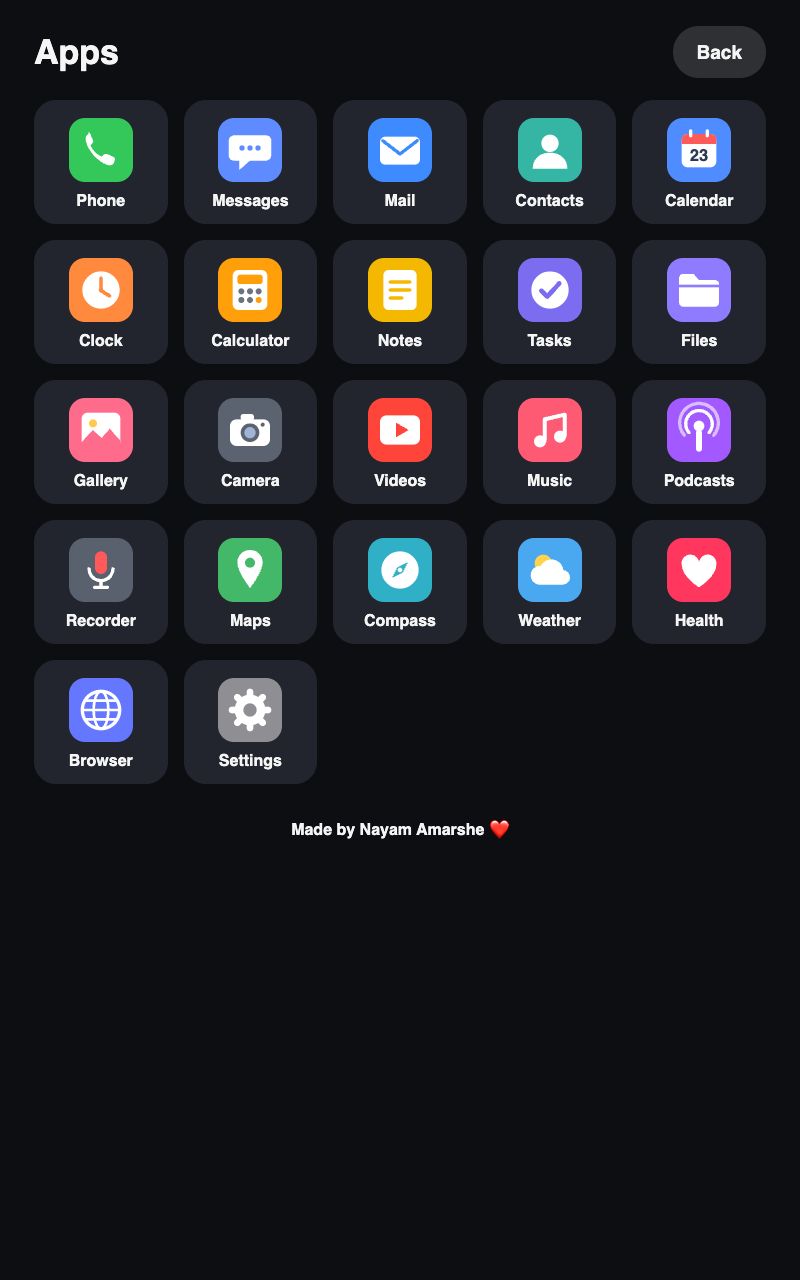 Apps
Back
Phone
Messages
Mail
Contacts
23
Calendar
Clock
Calculator
Notes
Tasks
Files
Gallery
Camera
Videos
Music
Podcasts
Recorder
Maps
Compass
Weather
Health
Browser
Settings
Made by Nayam Amarshe ❤️